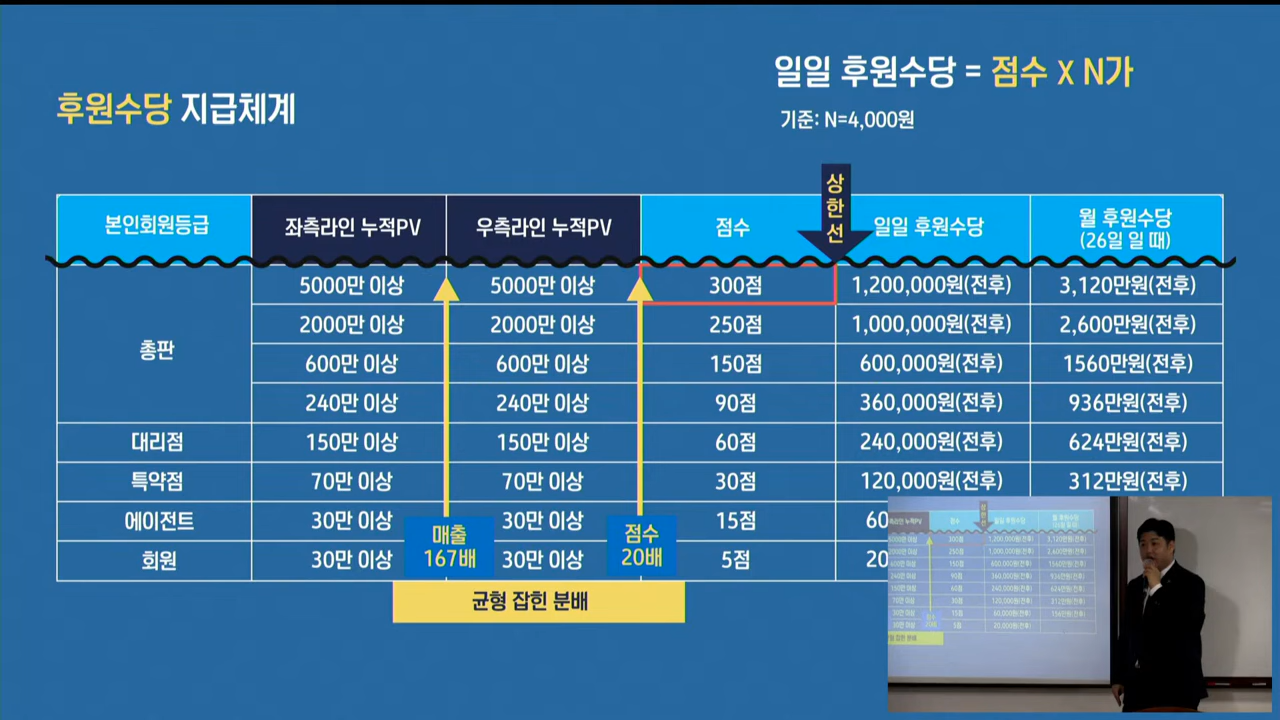 일일 후원수당 = 점수 X N가
기준: N=4,000원
후원수당 지급체계
상한선
본인회원등급 좌측라인 누적PV 우측라인 누적PV 점수 일일 후원수당 월 후원수당
(26일 일 때)
총판
5000만 이상 5000만 이상 300점 1,200,000원(전후) 3,120만원(전후)
2000만 이상 2000만 이상 250점 1,000,000원(전후) 2,600만원(전후)
600만 이상 600만 이상 150점 600,000원(전후) 1560만원(전후)
240만 이상 240만 이상 90점 360,000원(전후) 936만원(전후)
대리점 150만 이상 150만 이상 60점 240,000원(전후) 624만원(전후)
특약점 70만 이상 70만 이상 30점 120,000원(전후) 312만원(전후)
에이전트 30만 이상 30만 이상 15점 60
회원 30만 이상 30만 이상 5점 20
매출
167배
점수
20배
균형 잡힌 분배